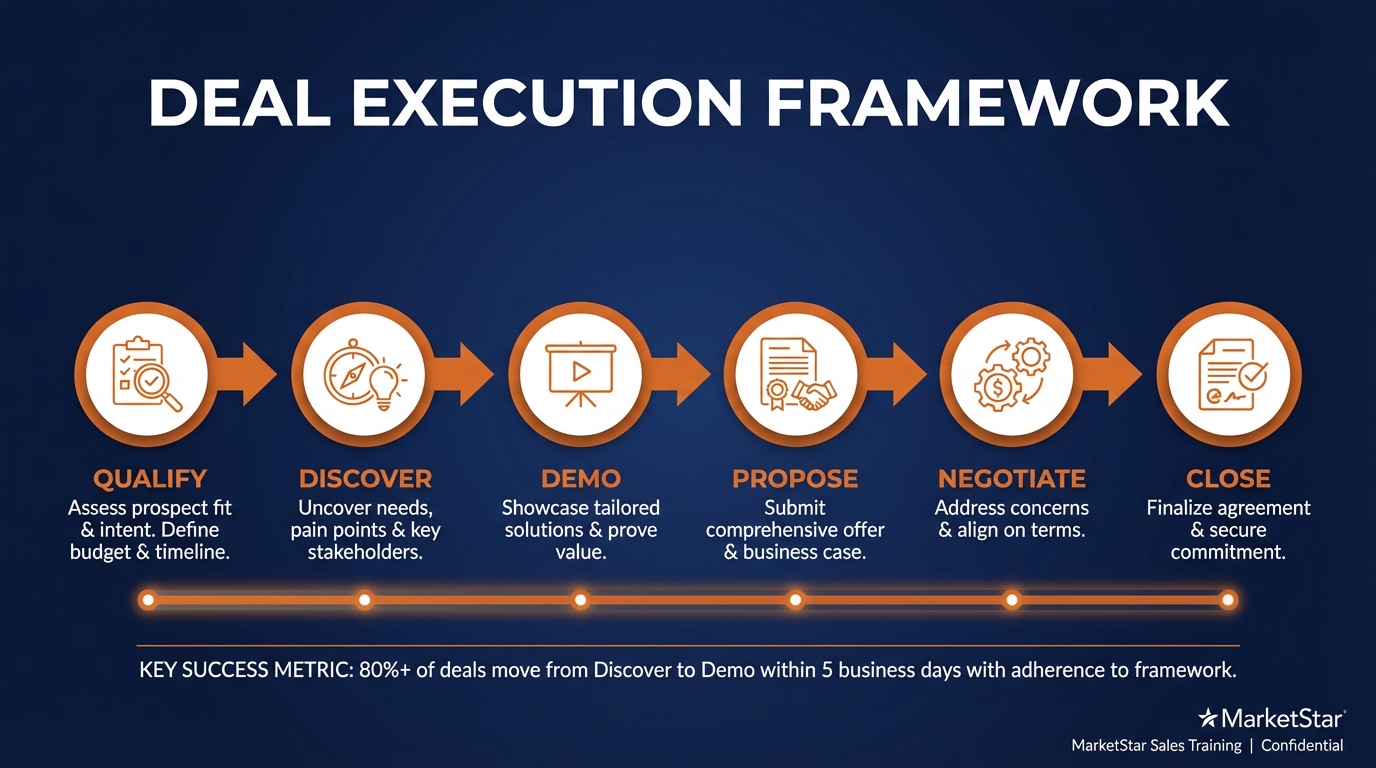 DEAL EXECUTION FRAMEWORK
QUALIFY
Assess prospect fit
& intent. Define
budget & timeline.
DISCOVER
Uncover needs,
pain points & key
stakeholders.
DEMO
Showcase tailored
solutions & prove
value.
PROPOSE
Submit
comprehensive offer
& business case.
NEGOTIATE
Address concerns
& align on terms.
CLOSE
Finalize agreement
& secure
commitment.
KEY SUCCESS METRIC: 80%+ of deals move from Discover to Demo within 5 business days with adherence to framework.
MarketStar
MarketStar Sales Training | Confidential